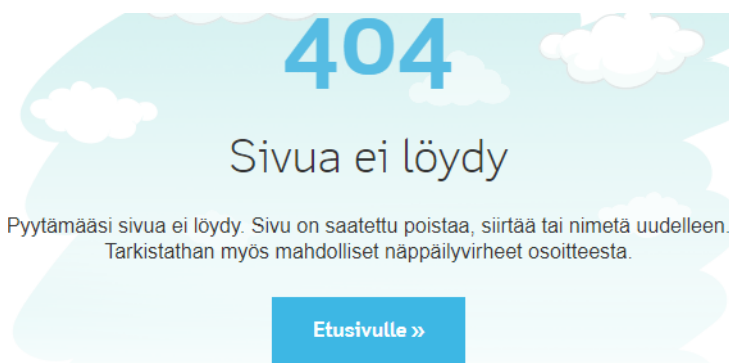 404
Sivua ei löydy
Pyytämääsi sivua ei löydy. Sivu on saatettu poistaa, siirtää tai nimetä uudelleen.
Tarkistathan myös mahdolliset näppäilyvirheet osoitteesta.
Etusivulle »